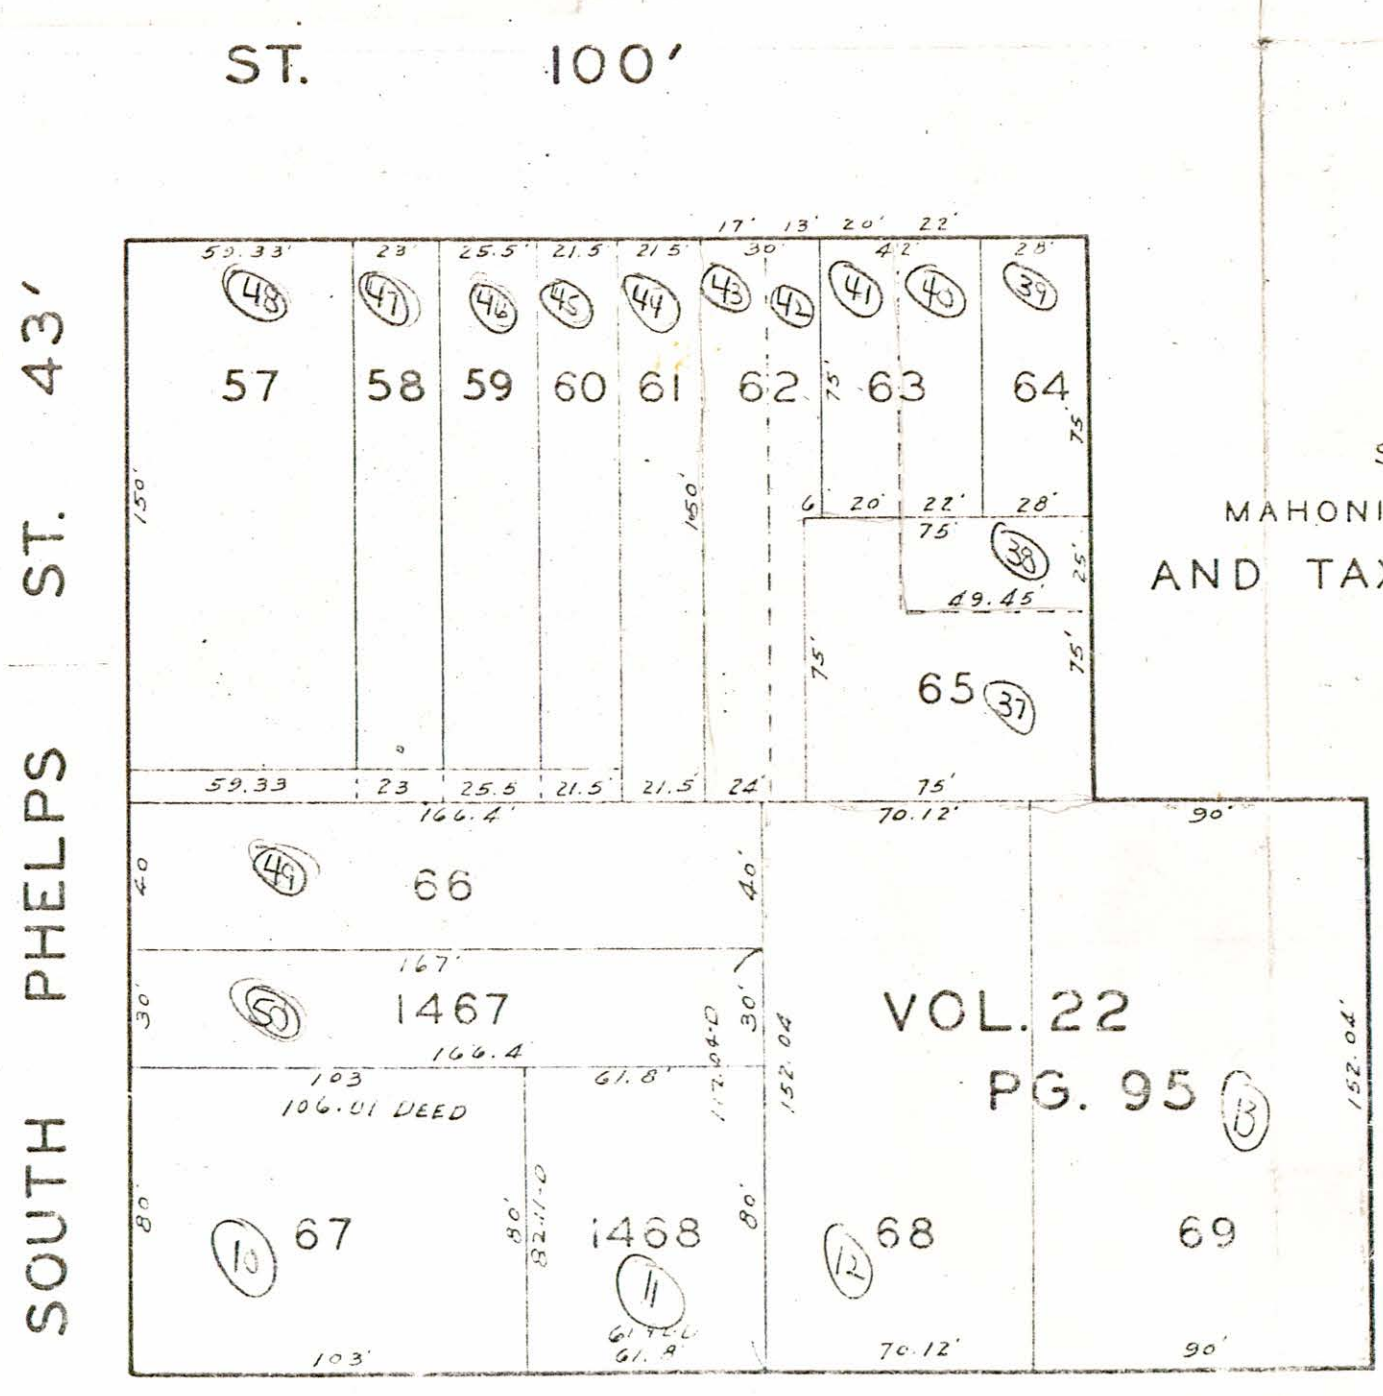 ST. 100'
SOUTH PHELPS ST. 43'
17' 13' 20' 22'
59.33' 23' 25.5' 21.5' 21.5' 30' 42' 28'
48 47 46 45 44 43 42 41 40 39
57 58 59 60 61 62 75' 63 64
75'
150' 150'
6' 20' 22' 28'
MAHONI
75'
38 25'
AND TAX
49.45'
75' 75'
65 37
59.33 23 25.5 21.5' 21.5' 24' 75'
166.4' 70.12' 90'
49 66 40 40'
167'
50 1467 30' 30'
VOL. 22
166.4
117.04-D 152.04 152.04'
103 61.8'
PG. 95 13
106.01 DEED
80' 80' 82.11-D 80'
10 67 1468 12 68 69
11
103' 61.8' 70.12' 90'